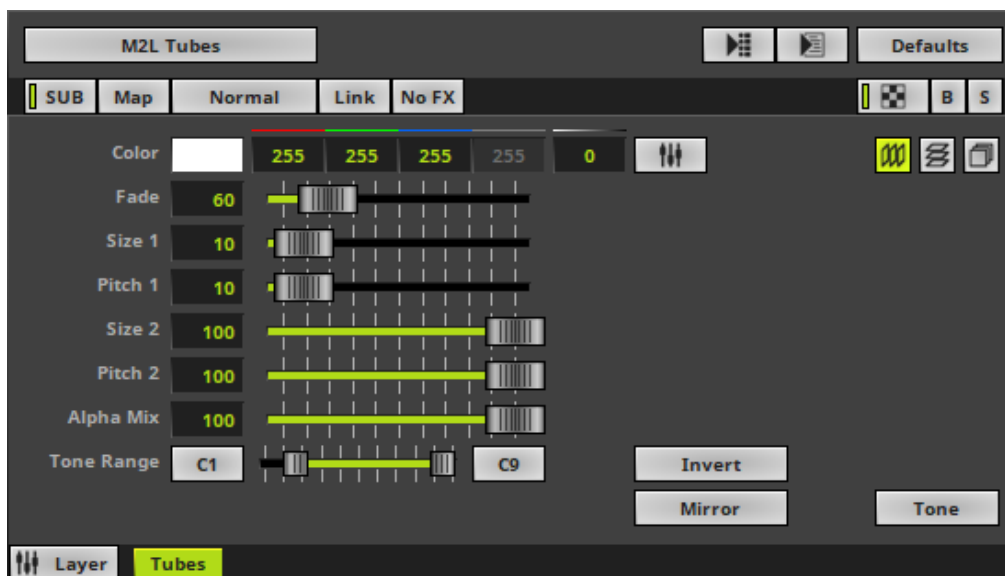 M2L Tubes Defaults
SUB Map Normal Link No FX B S
Color 255 255 255 255 0
Fade 60
Size 1 10
Pitch 1 10
Size 2 100
Pitch 2 100
Alpha Mix 100
Tone Range C1 C9 Invert
Mirror Tone
Layer Tubes